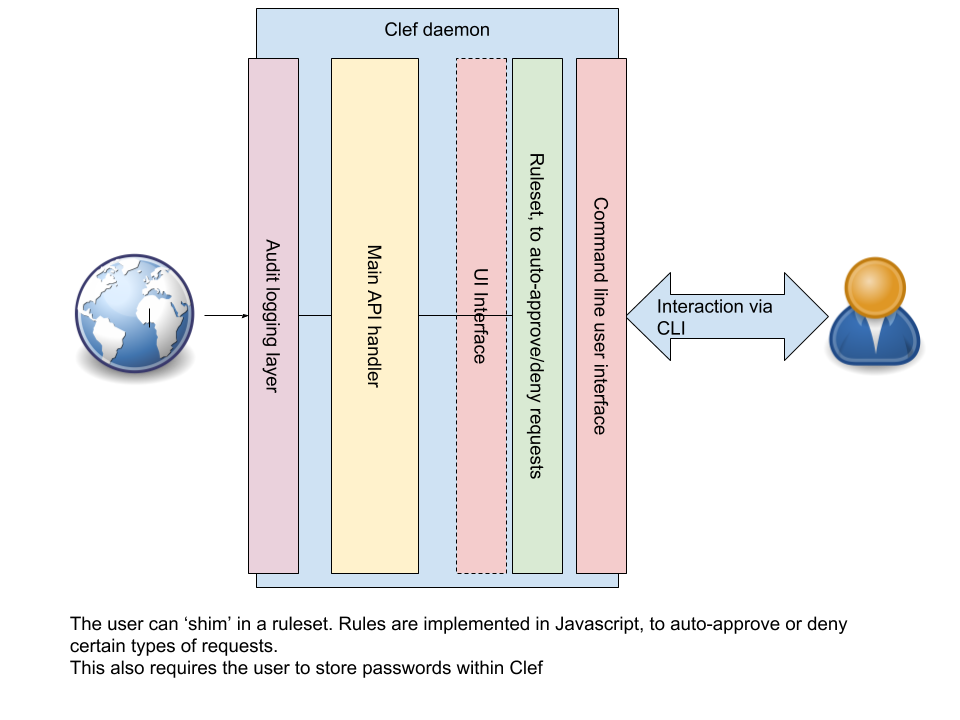 Clef daemon
Audit logging layer
Main API handler
UI Interface
Ruleset, to auto-approve/deny requests
Command line user interface
Interaction via
CLI
The user can ‘shim’ in a ruleset. Rules are implemented in Javascript, to auto-approve or deny
certain types of requests.
This also requires the user to store passwords within Clef